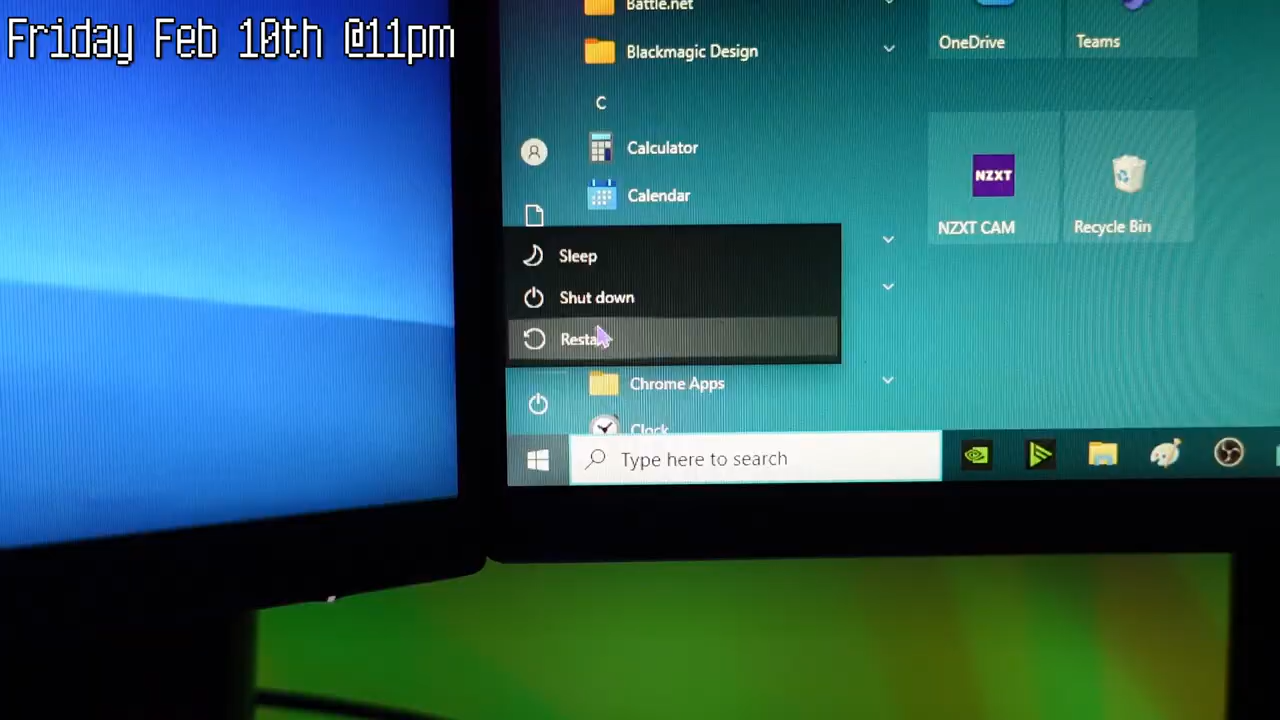 Friday Feb 10th @11pm
Battle.net
Blackmagic Design
C
Calculator
Calendar
Sleep
Shut down
Chrome Apps
Clock
Type here to search
OneDrive
Teams
NZXT
NZXT CAM
Recycle Bin